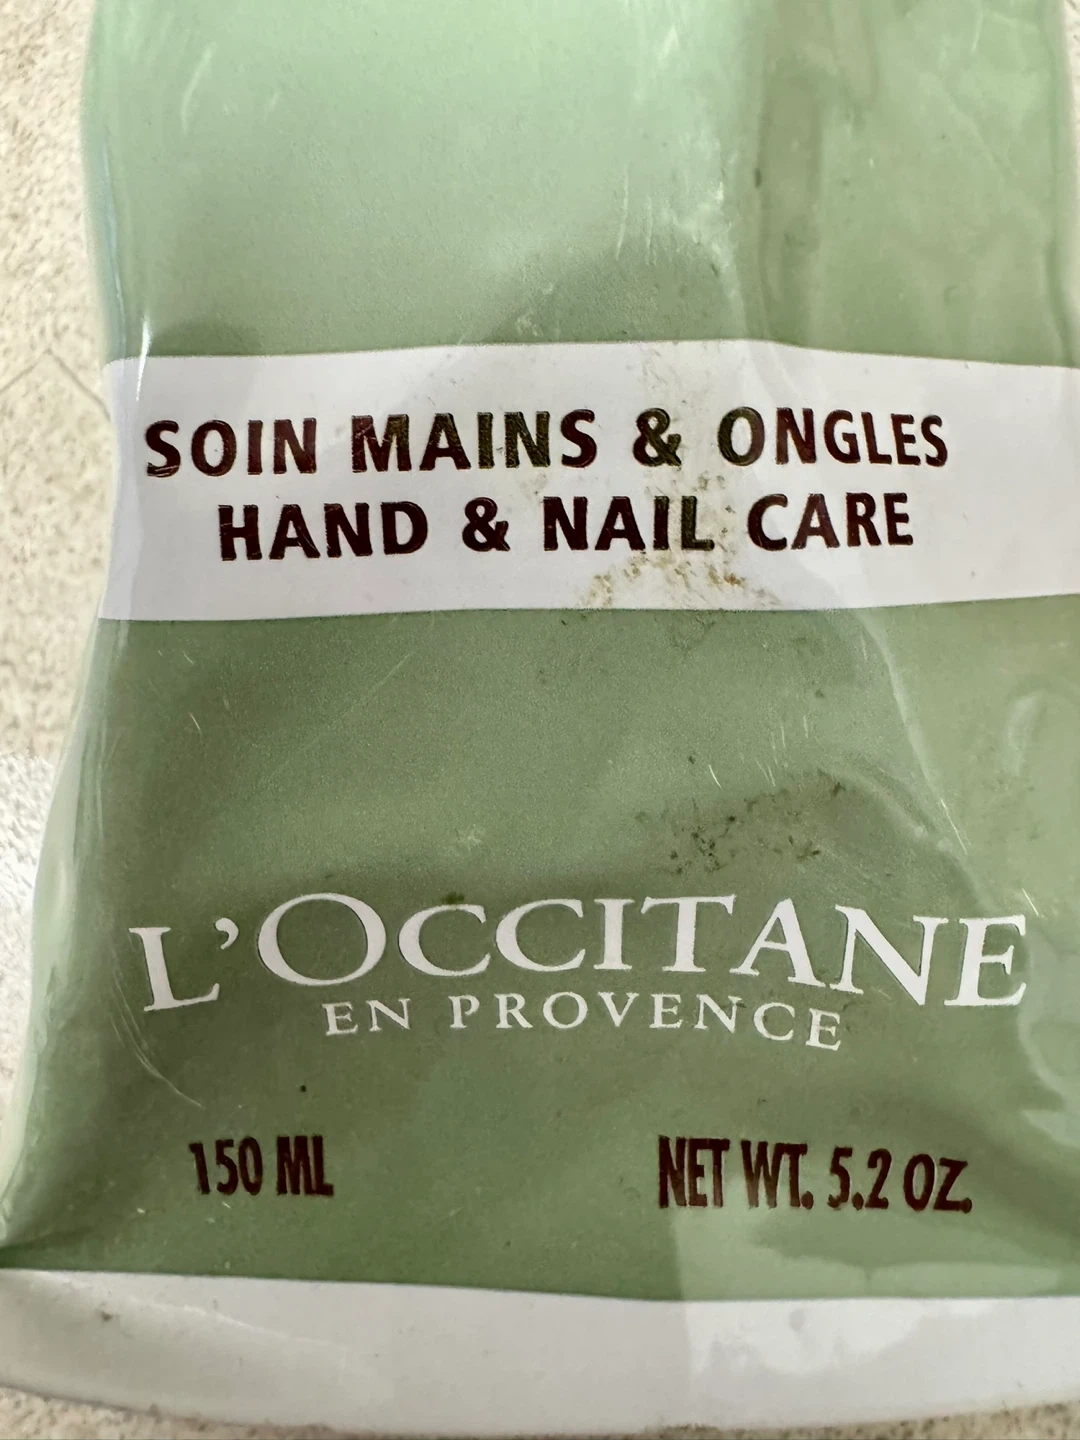 SOIN MAINS & ONGLES
HAND & NAIL CARE
L'OCCITANE
EN PROVENCE
150 ML NET WT. 5.2 OZ.